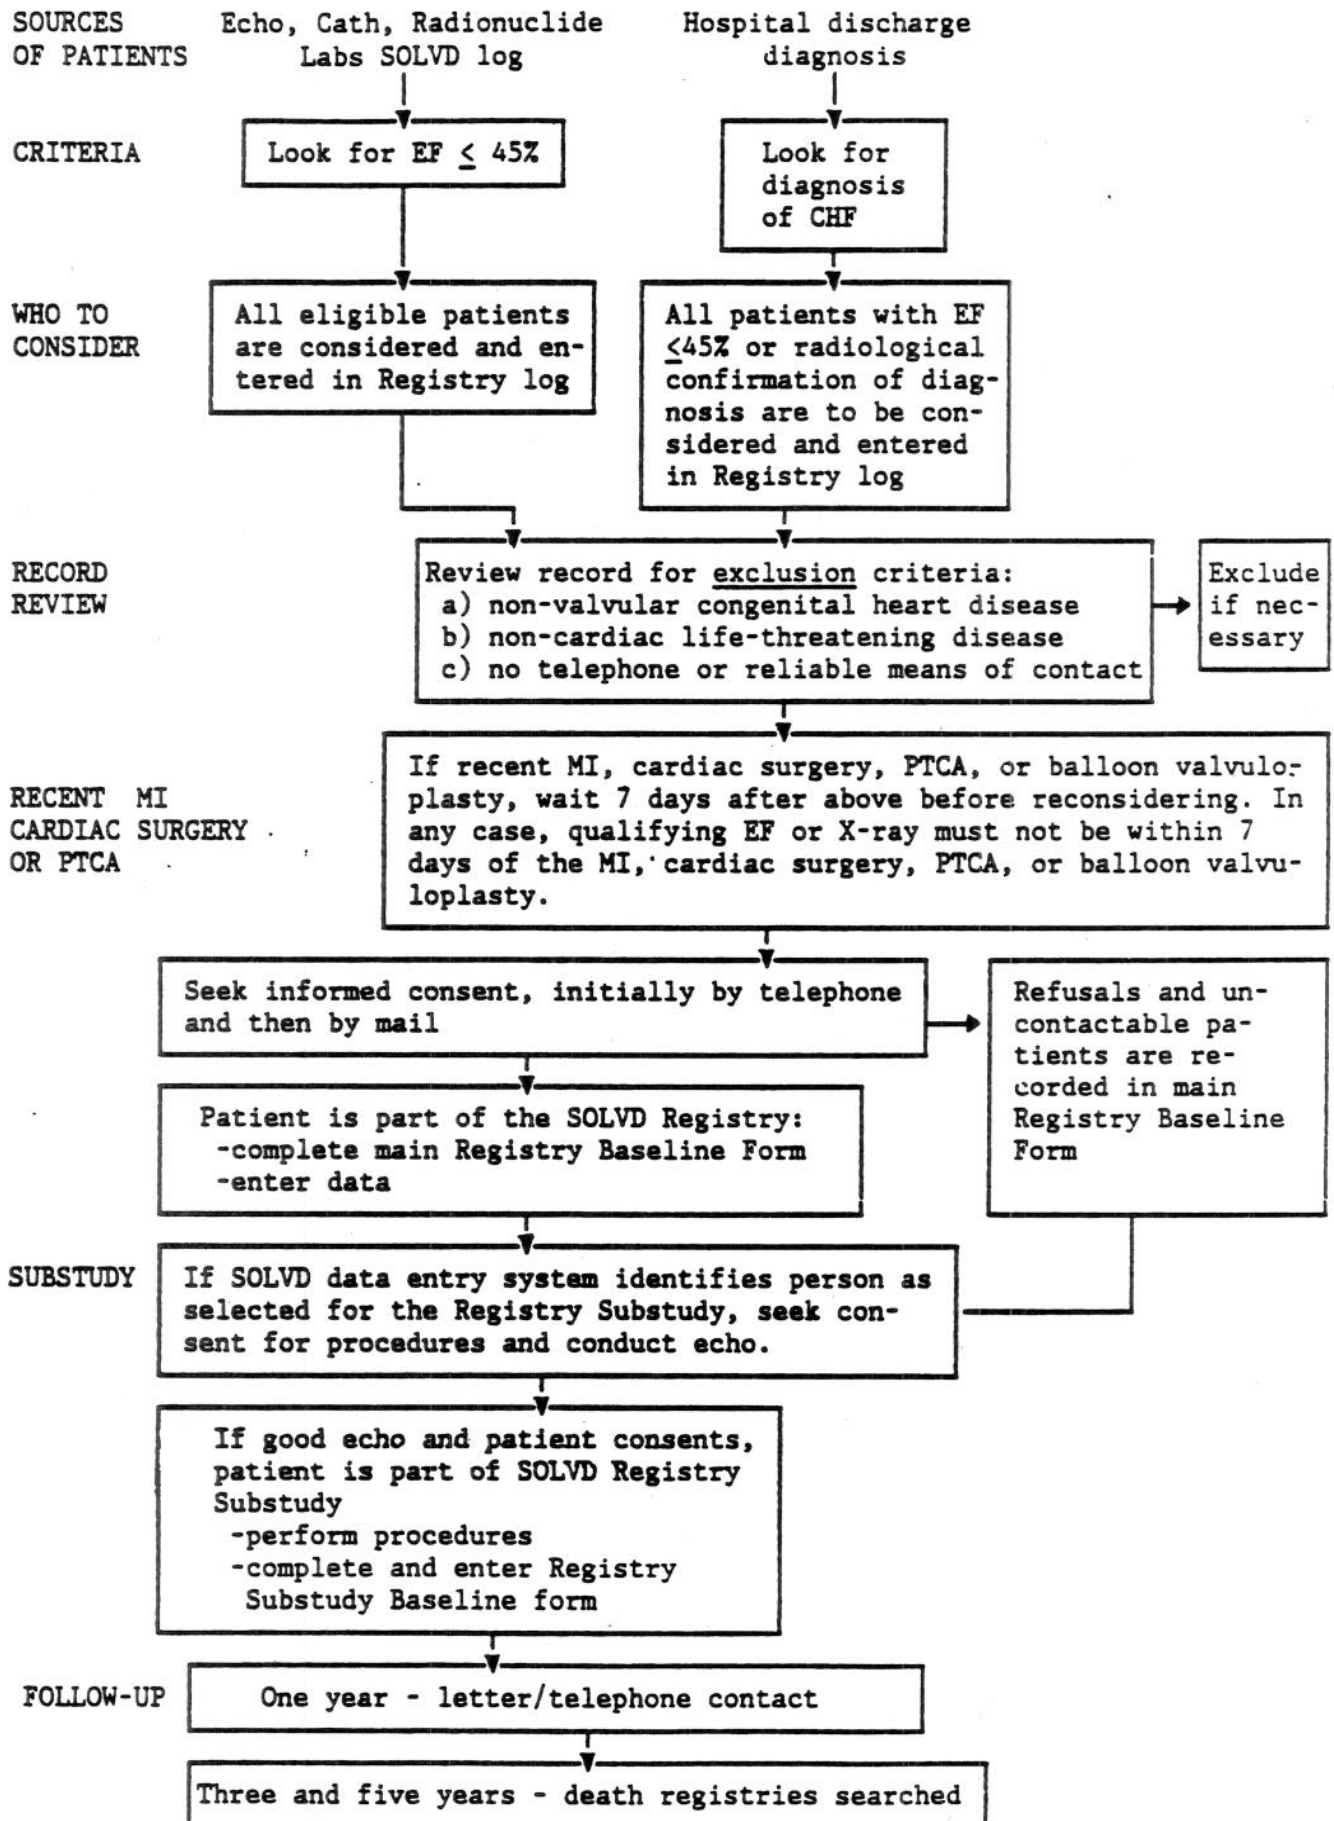 SOURCES
OF PATIENTS
Echo, Cath, Radionuclide
Labs SOLVD log
Hospital discharge
diagnosis
CRITERIA
Look for EF ≤ 45%
Look for
diagnosis
of CHF
WHO TO
CONSIDER
All eligible patients
are considered and en-
tered in Registry log
All patients with EF
≤45% or radiological
confirmation of diag-
nosis are to be con-
sidered and entered
in Registry log
RECORD
REVIEW
Review record for exclusion criteria:
a) non-valvular congenital heart disease
b) non-cardiac life-threatening disease
c) no telephone or reliable means of contact
Exclude
if nec-
essary
RECENT MI
CARDIAC SURGERY
OR PTCA
If recent MI, cardiac surgery, PTCA, or balloon valvulo-
plasty, wait 7 days after above before reconsidering. In
any case, qualifying EF or X-ray must not be within 7
days of the MI, cardiac surgery, PTCA, or balloon valvu-
loplasty.
Seek informed consent, initially by telephone
and then by mail
Refusals and un-
contactable pa-
tients are re-
corded in main
Registry Baseline
Form
Patient is part of the SOLVD Registry:
-complete main Registry Baseline Form
-enter data
SUBSTUDY
If SOLVD data entry system identifies person as
selected for the Registry Substudy, seek con-
sent for procedures and conduct echo.
If good echo and patient consents,
patient is part of SOLVD Registry
Substudy
-perform procedures
-complete and enter Registry
Substudy Baseline form
FOLLOW-UP
One year - letter/telephone contact
Three and five years - death registries searched